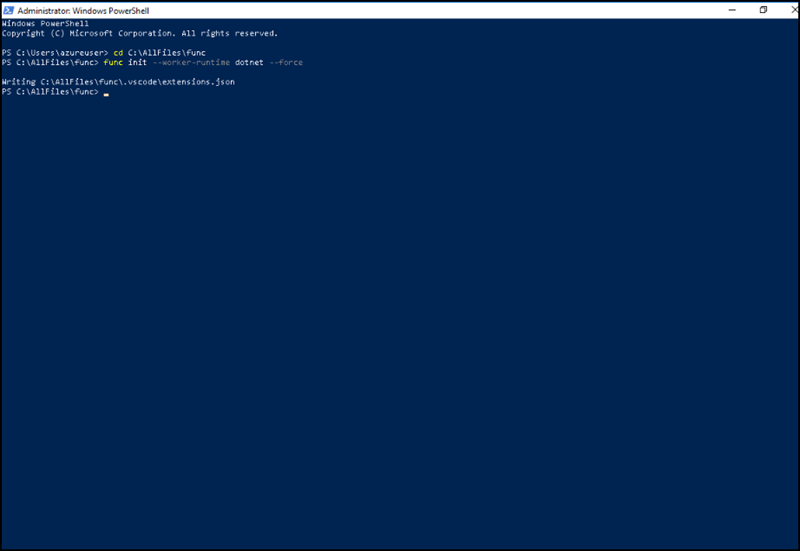 Administrator: Windows PowerShell
Windows PowerShell
Copyright (C) Microsoft Corporation. All rights reserved.
PS C:\Users\azureuser> cd C:\AllFiles\func
PS C:\AllFiles\func> func init --worker-runtime dotnet --force
Writing C:\AllFiles\func\.vscode\extensions.json
PS C:\AllFiles\func> _